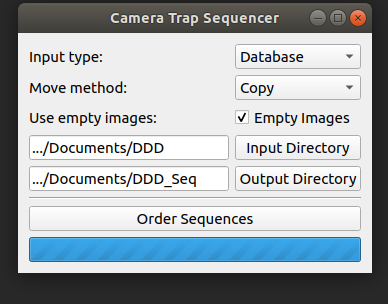 Camera Trap Sequencer
Input type: Database
Move method: Copy
Use empty images: Empty Images
.../Documents/DDD Input Directory
.../Documents/DDD_Seq Output Directory
Order Sequences